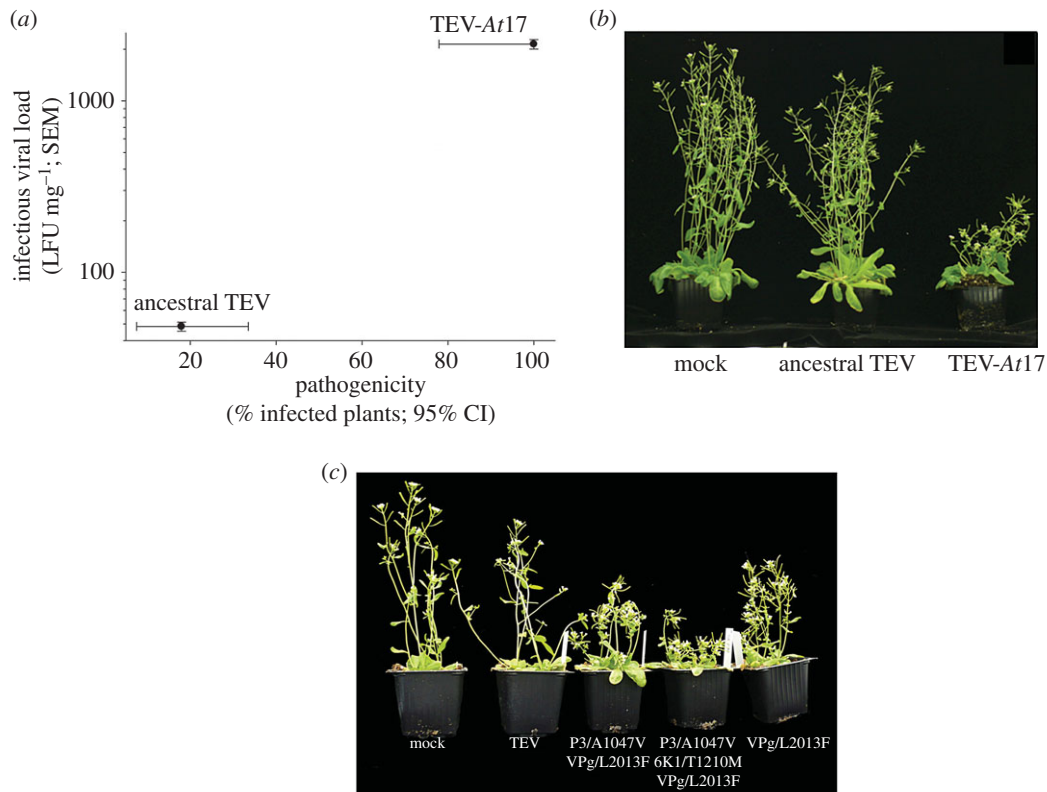 (a)
TEV-At17
1000
100
infectious viral load
(LFU mg⁻¹; SEM)
ancestral TEV
20
40
60
80
100
pathogenicity
(% infected plants; 95% CI)
(b)
mock
ancestral TEV
TEV-At17
(c)
mock
TEV
P3/A1047V
VPg/L2013F
P3/A1047V
6K1/T1210M
VPg/L2013F
VPg/L2013F